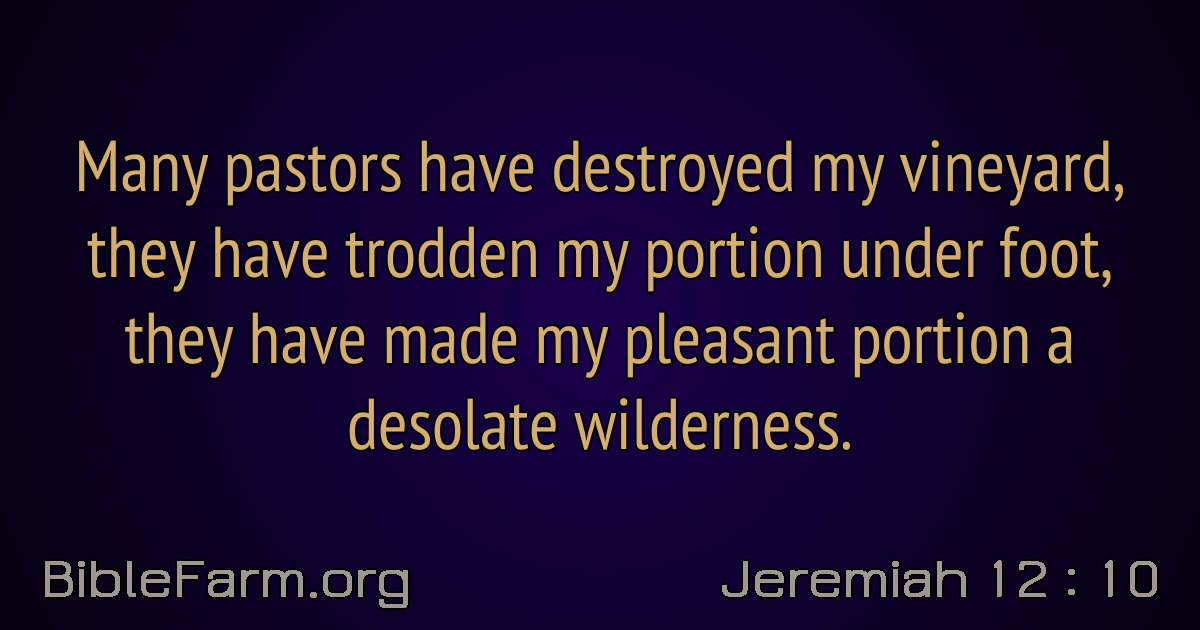 Many pastors have destroyed my vineyard,
they have trodden my portion under foot,
they have made my pleasant portion a
desolate wilderness.
BibleFarm.org
Jeremiah 12 : 10